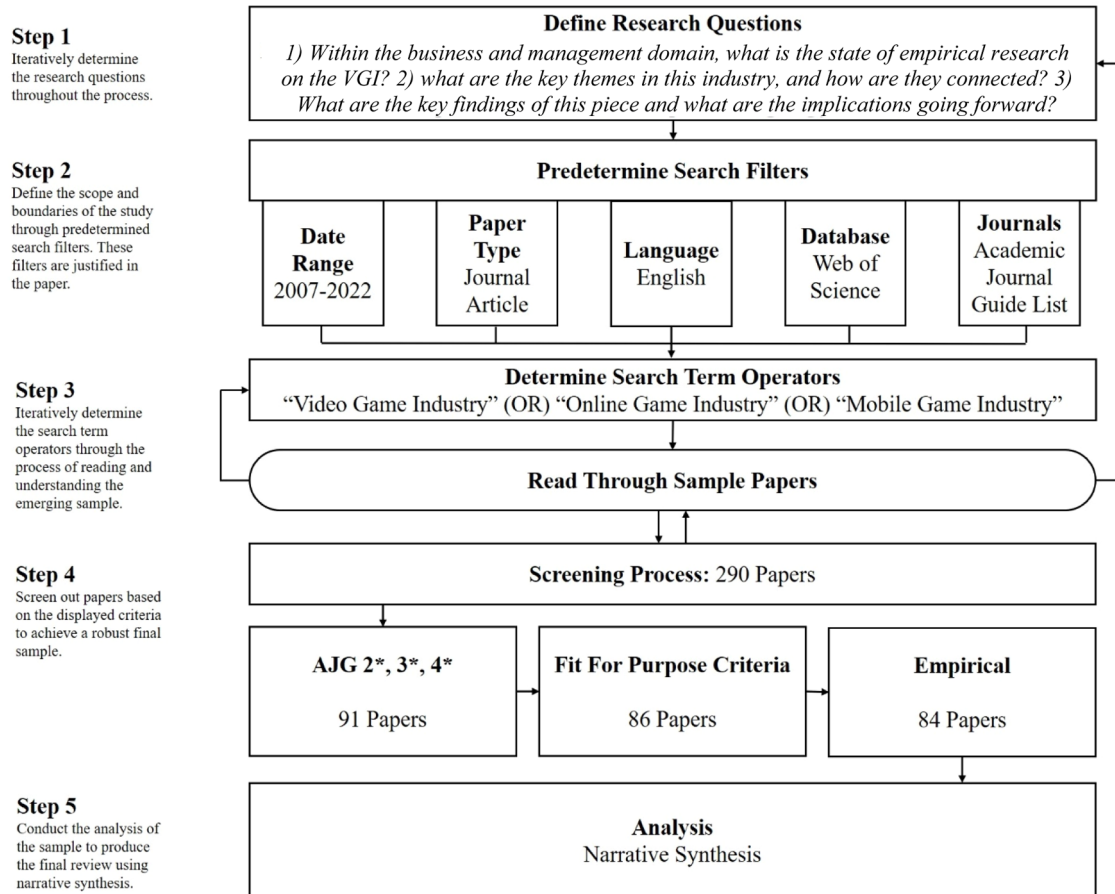 Step 1
Iteratively determine
the research questions
throughout the process.
Define Research Questions
1) Within the business and management domain, what is the state of empirical research
on the VGI? 2) what are the key themes in this industry, and how are they connected? 3)
What are the key findings of this piece and what are the implications going forward?
Step 2
Define the scope and
boundaries of the study
through predetermined
search filters. These
filters are justified in
the paper.
Predetermine Search Filters
Date
Range
2007-2022
Paper
Type
Journal
Article
Language
English
Database
Web of
Science
Journals
Academic
Journal
Guide List
Step 3
Iteratively determine
the search term
operators through the
process of reading and
understanding the
emerging sample.
Determine Search Term Operators
“Video Game Industry” (OR) “Online Game Industry” (OR) “Mobile Game Industry”
Read Through Sample Papers
Step 4
Screen out papers based
on the displayed criteria
to achieve a robust final
sample.
Screening Process: 290 Papers
AJG 2*, 3*, 4*
91 Papers
Fit For Purpose Criteria
86 Papers
Empirical
84 Papers
Step 5
Conduct the analysis of
the sample to produce
the final review using
narrative synthesis.
Analysis
Narrative Synthesis